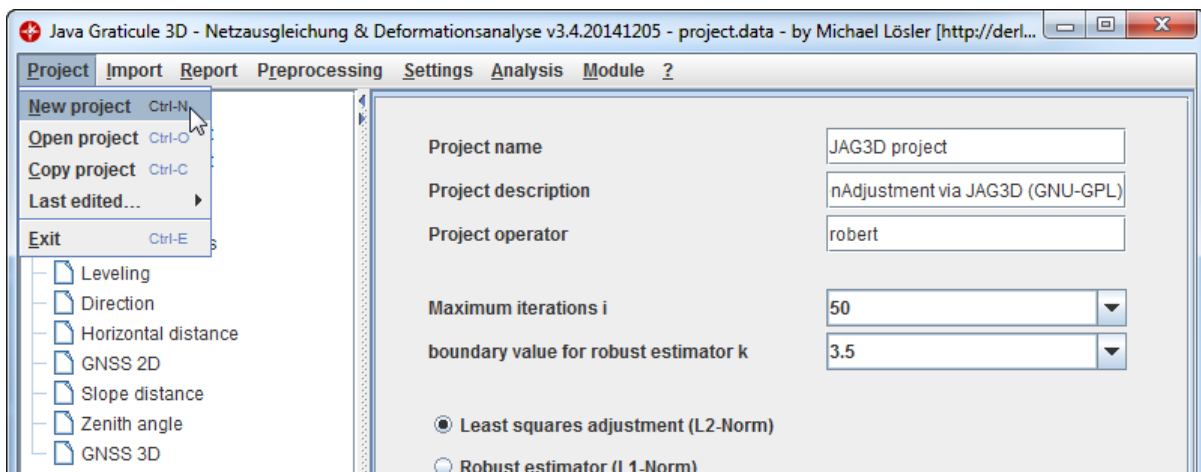 Java Graticule 3D - Netzausgleichung & Deformationsanalyse v3.4.20141205 - project.data - by Michael Lösler [http://derl...
Project Import Report Preprocessing Settings Analysis Module ?
New project Ctrl-N
Open project Ctrl-O
Copy project Ctrl-C
Last edited...
Exit Ctrl-E
Leveling
Direction
Horizontal distance
GNSS 2D
Slope distance
Zenith angle
GNSS 3D
Project name JAG3D project
Project description nAdjustment via JAG3D (GNU-GPL)
Project operator robert
Maximum iterations i 50
boundary value for robust estimator k 3.5
Least squares adjustment (L2-Norm)
Robust estimator (L1-Norm)